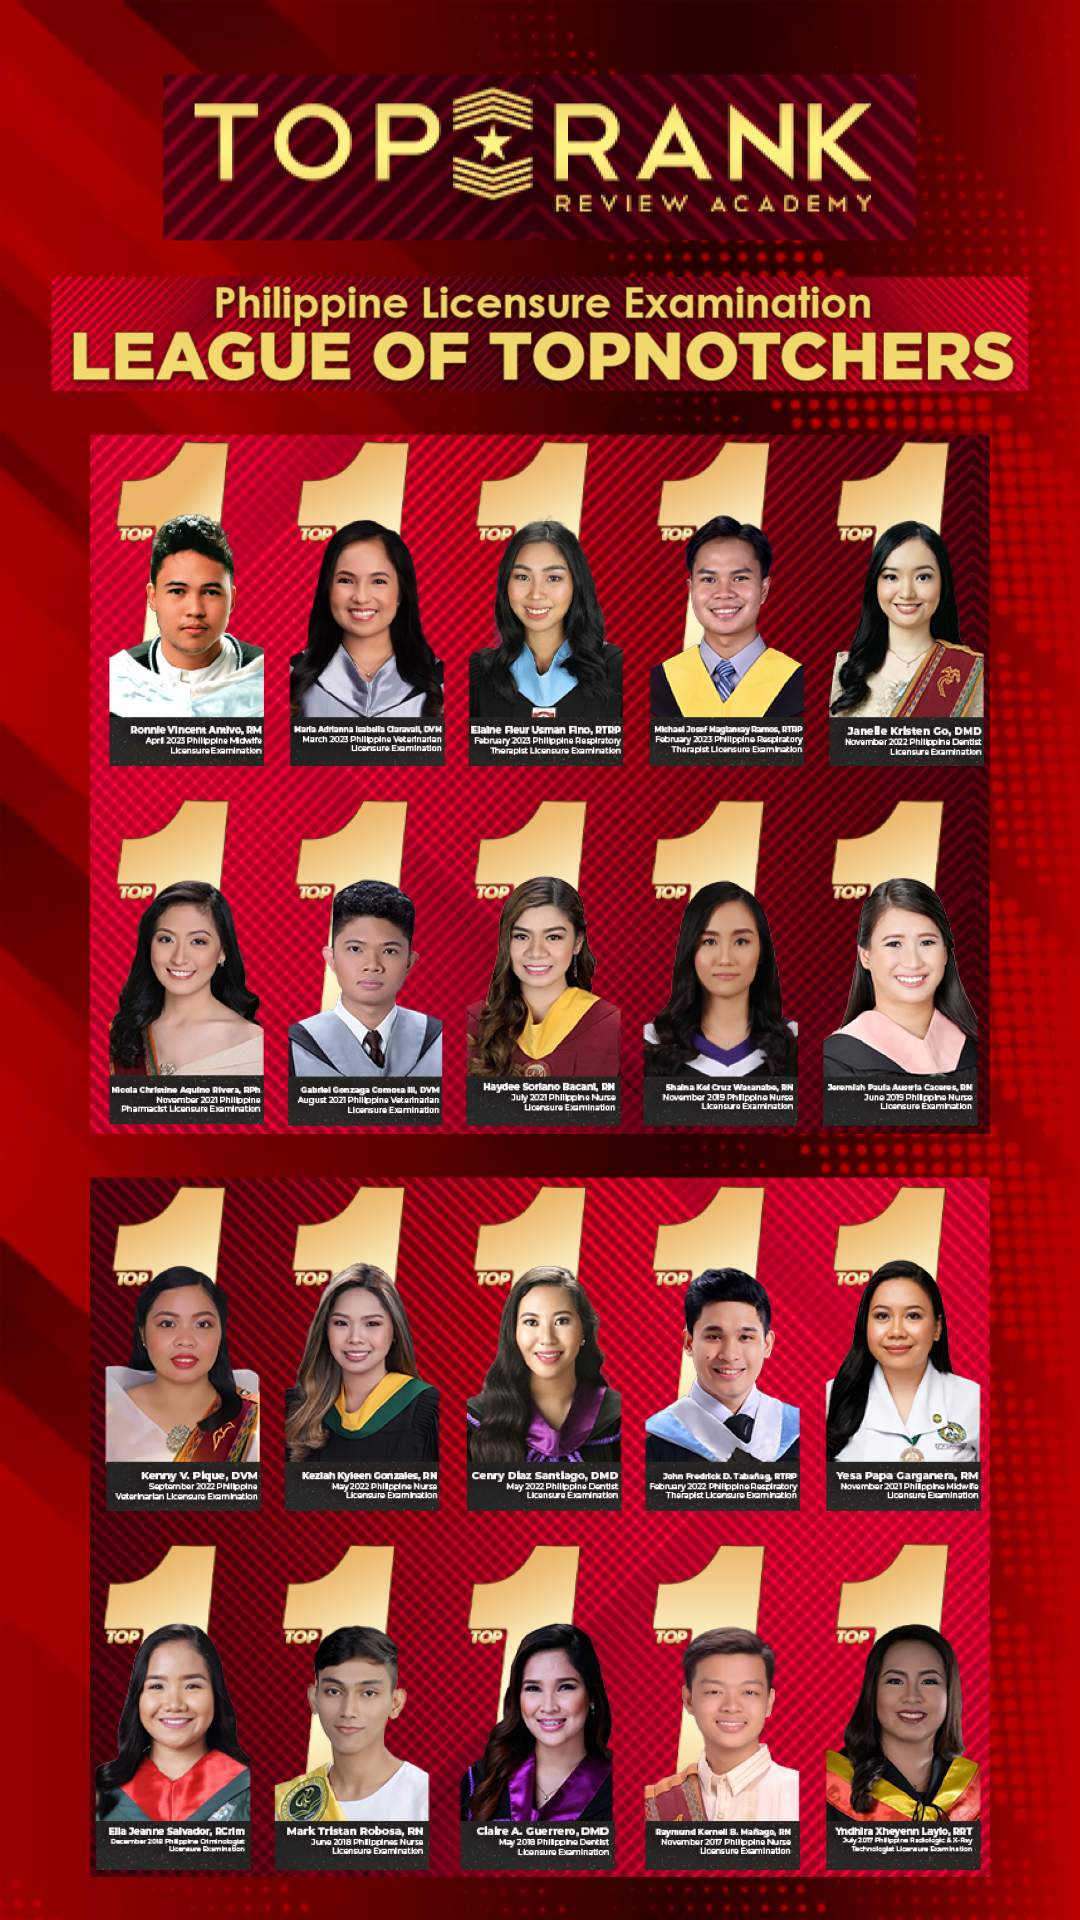 TOP RANK
REVIEW ACADEMY
Philippine Licensure Examination
LEAGUE OF TOPNOTCHERS
1 1 1 1 1
TOP TOP TOP TOP TOP
Ronnie Vincent Antivo, RM
April 2023 Philippine Midwife
Licensure Examination
Maria Adrianna Isabella Claravall, DVM
March 2023 Philippine Veterinarian
Licensure Examination
Elaine Fleur Usman Fino, RTRP
February 2023 Philippine Respiratory
Therapist Licensure Examination
Michael Josef Maglansay Ramos, RTRP
February 2023 Philippine Respiratory
Therapist Licensure Examination
Janelle Kristen Go, DMD
November 2022 Philippine Dentist
Licensure Examination
1 1 1 1 1
TOP TOP TOP TOP TOP
Nicola Christine Aquino Rivera, RPh
November 2021 Philippine
Pharmacist Licensure Examination
Gabriel Gonzaga Comosa III, DVM
August 2021 Philippine Veterinarian
Licensure Examination
Haydee Soriano Bacani, RN
July 2021 Philippine Nurse
Licensure Examination
Shaina Kei Cruz Watanabe, RN
November 2019 Philippine Nurse
Licensure Examination
Jeremiah Paula Austria Caceres, RN
June 2019 Philippine Nurse
Licensure Examination
1 1 1 1 1
TOP TOP TOP TOP TOP
Kenny V. Pique, DVM
September 2022 Philippine
Veterinarian Licensure Examination
Keziah Kyleen Gonzales, RN
May 2022 Philippine Nurse
Licensure Examination
Cenry Diaz Santiago, DMD
May 2022 Philippine Dentist
Licensure Examination
John Fredrick D. Tabañag, RTRP
February 2022 Philippine Respiratory
Therapist Licensure Examination
Yesa Papa Garganera, RM
November 2021 Philippine Midwife
Licensure Examination
1 1 1 1 1
TOP TOP TOP TOP TOP
Ella Jeanne Salvador, RCrim
December 2018 Philippine Criminologist
Licensure Examination
Mark Tristan Robosa, RN
June 2018 Philippines Nurse
Licensure Examination
Claire A. Guerrero, DMD
May 2018 Philippine Dentist
Licensure Examination
Raymund Kerneil B. Mañago, RN
November 2017 Philippine Nurse
Licensure Examination
Yndhira Xheyenn Laylo, RRT
July 2017 Philippine Radiologic & X-Ray
Technologist Licensure Examination